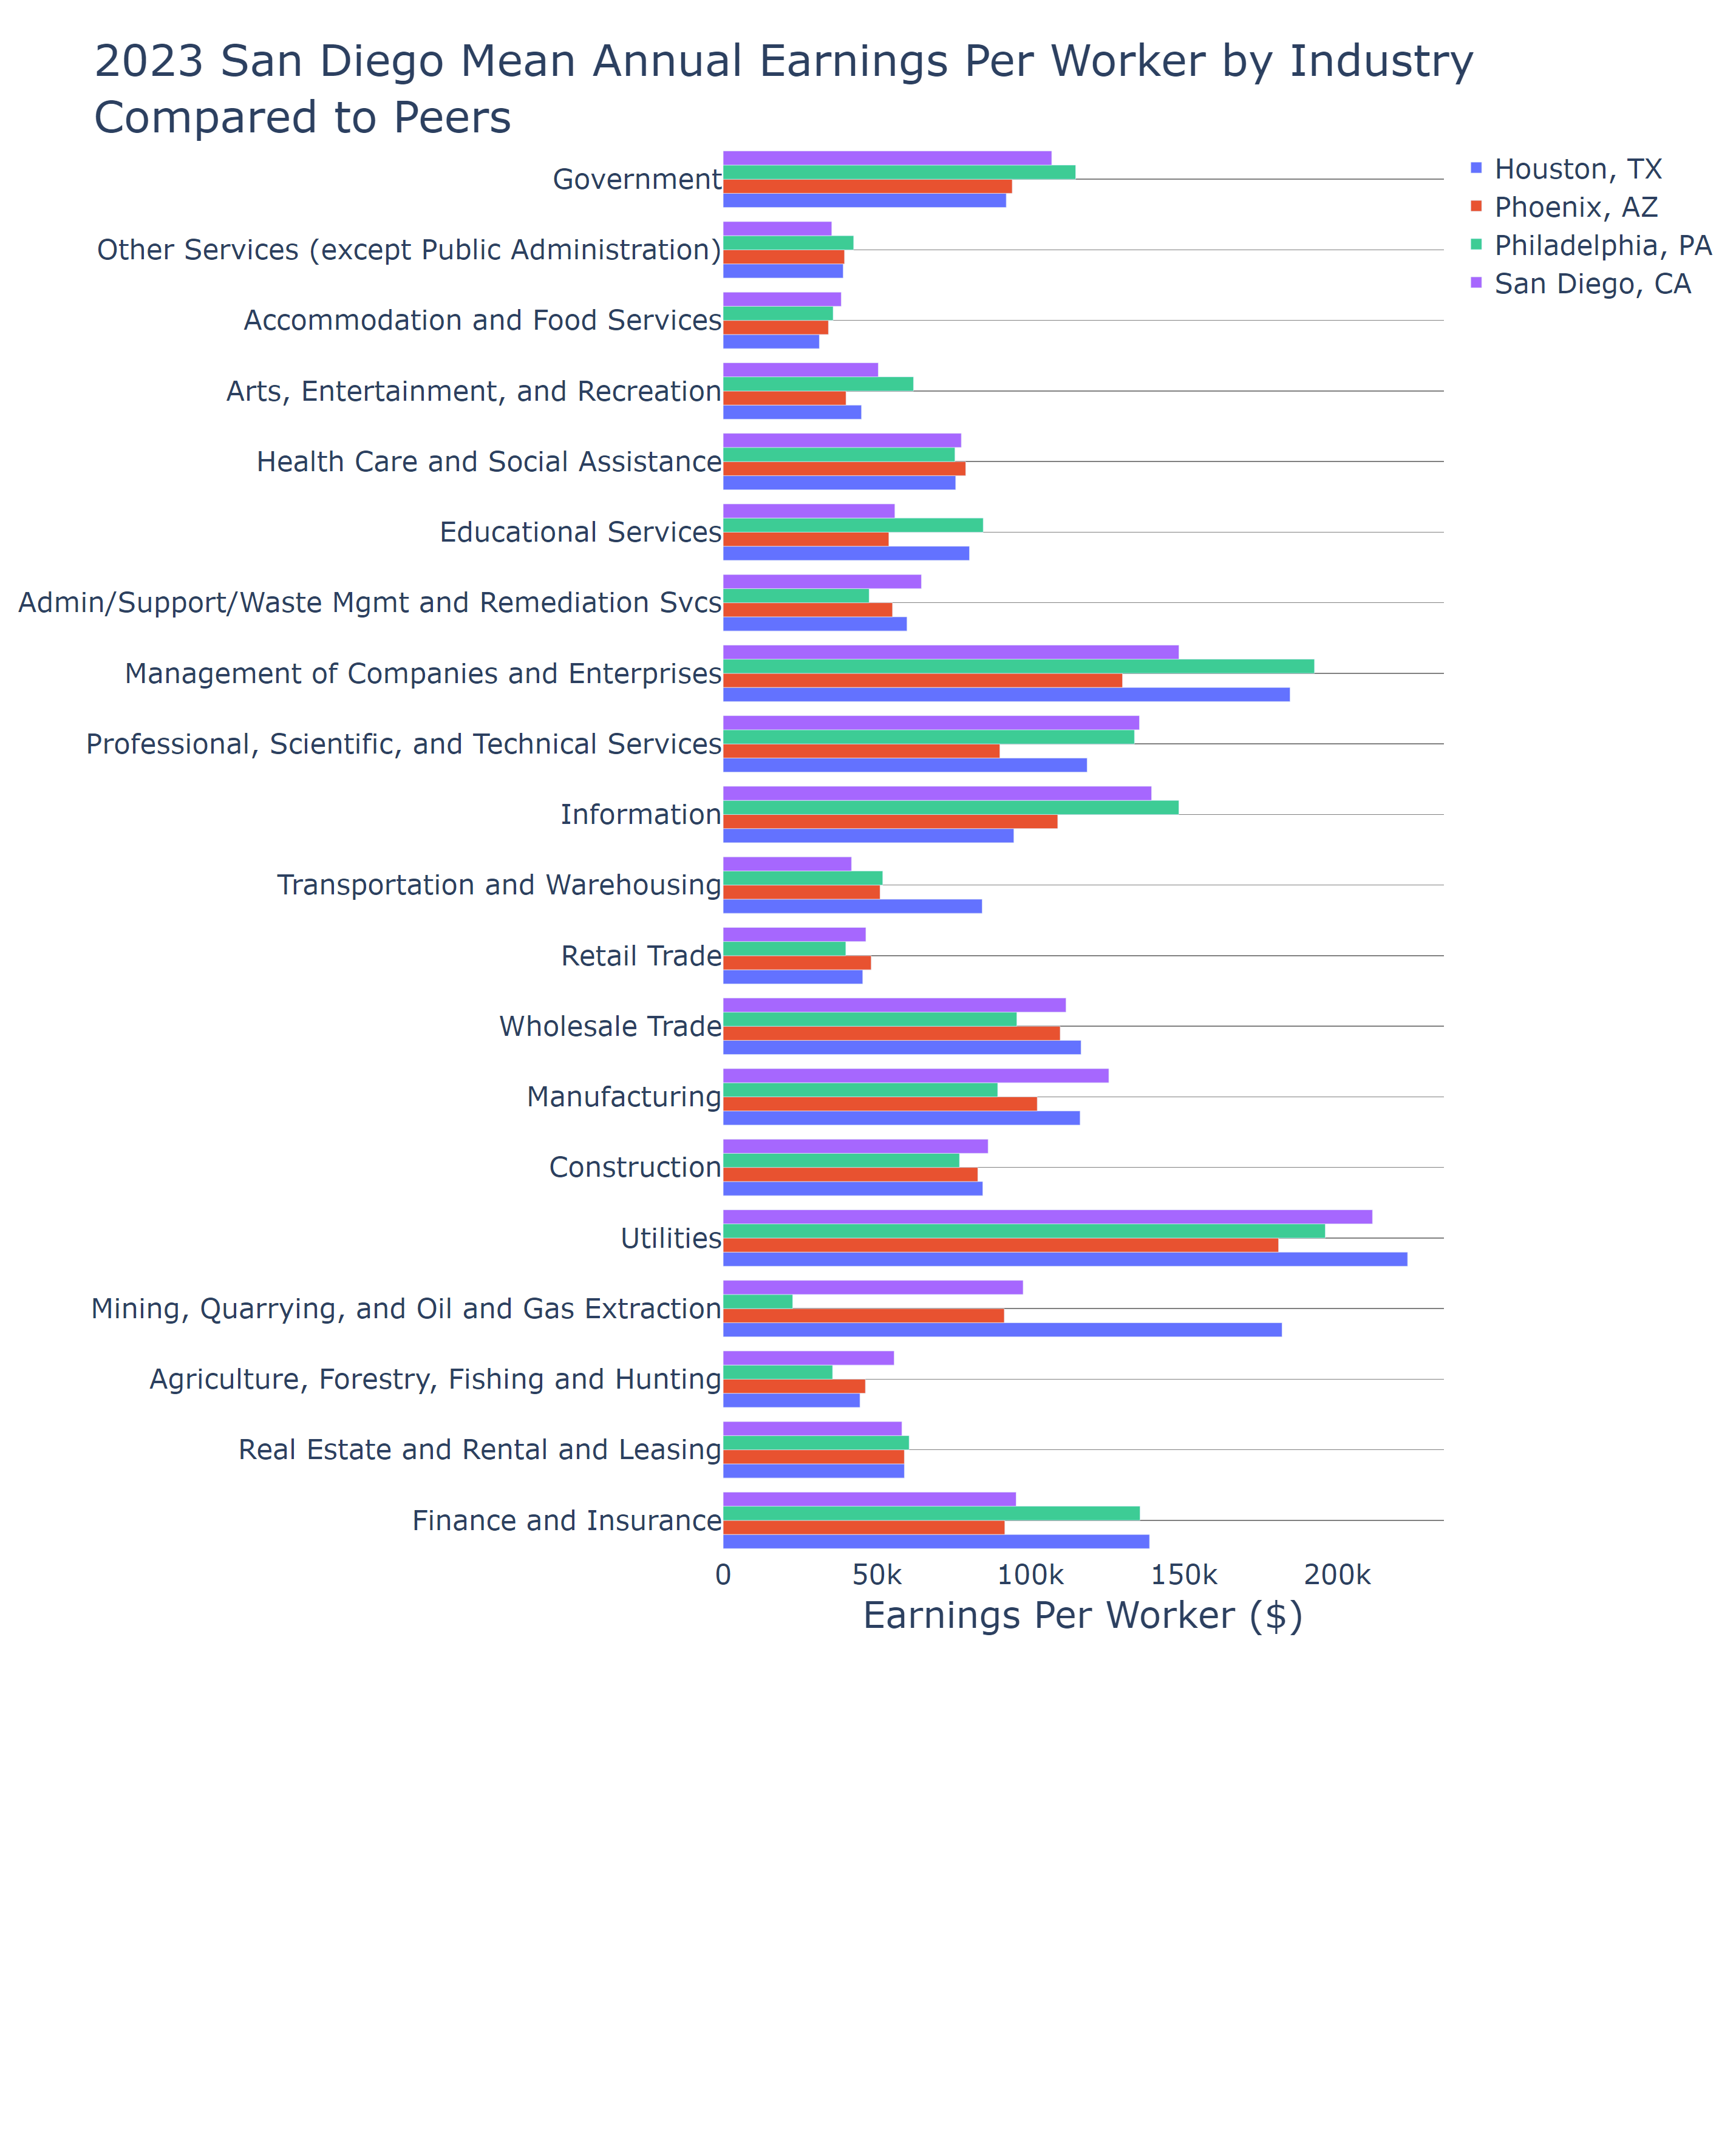 2023 San Diego Mean Annual Earnings Per Worker by Industry
Compared to Peers
Government
Other Services (except Public Administration)
Accommodation and Food Services
Arts, Entertainment, and Recreation
Health Care and Social Assistance
Educational Services
Admin/Support/Waste Mgmt and Remediation Svcs
Management of Companies and Enterprises
Professional, Scientific, and Technical Services
Information
Transportation and Warehousing
Retail Trade
Wholesale Trade
Manufacturing
Construction
Utilities
Mining, Quarrying, and Oil and Gas Extraction
Agriculture, Forestry, Fishing and Hunting
Real Estate and Rental and Leasing
Finance and Insurance
0 50k 100k 150k 200k
Earnings Per Worker ($)
Houston, TX
Phoenix, AZ
Philadelphia, PA
San Diego, CA